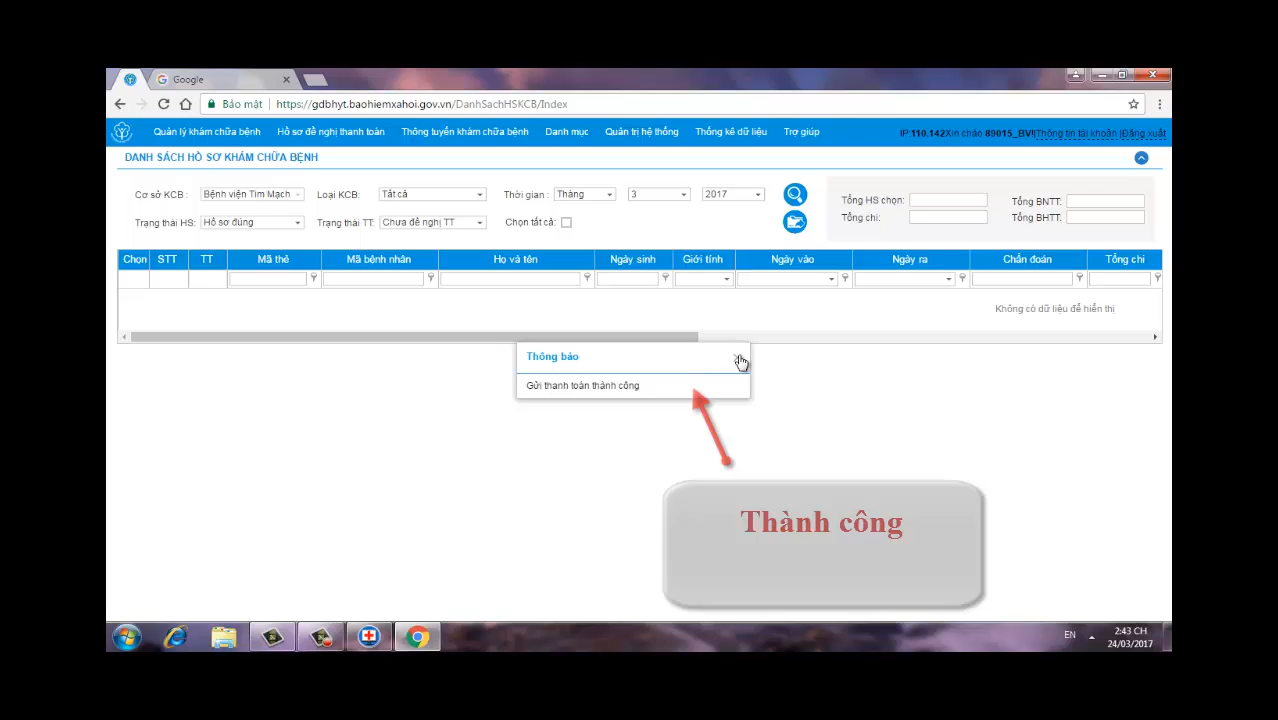 Google
Bảo mật https://gdbhyt.baohiemxahoi.gov.vn/DanhSachHSKCB/Index
Quản lý khám chữa bệnh Hồ sơ đề nghị thanh toán Thông tuyến khám chữa bệnh Danh mục Quản trị hệ thống Thống kê dữ liệu Trợ giúp IP:110.142Xin chào 89015_BV!|Thông tin tài khoản |Đăng xuất
DANH SÁCH HỒ SƠ KHÁM CHỮA BỆNH
Cơ sở KCB : Bệnh viện Tim Mạch Loại KCB: Tất cả Thời gian : Tháng 3 2017
Tổng HS chọn: Tổng BNTT:
Trạng thái HS: Hồ sơ đúng Trạng thái TT: Chưa đề nghị TT Chọn tất cả:
Tổng chi: Tổng BHTT:
Chọn STT TT Mã thẻ Mã bệnh nhân Họ và tên Ngày sinh Giới tính Ngày vào Ngày ra Chẩn đoán Tổng chi
Không có dữ liệu để hiển thị
Thông báo
Gửi thanh toán thành công
Thành công
EN 2:43 CH
24/03/2017